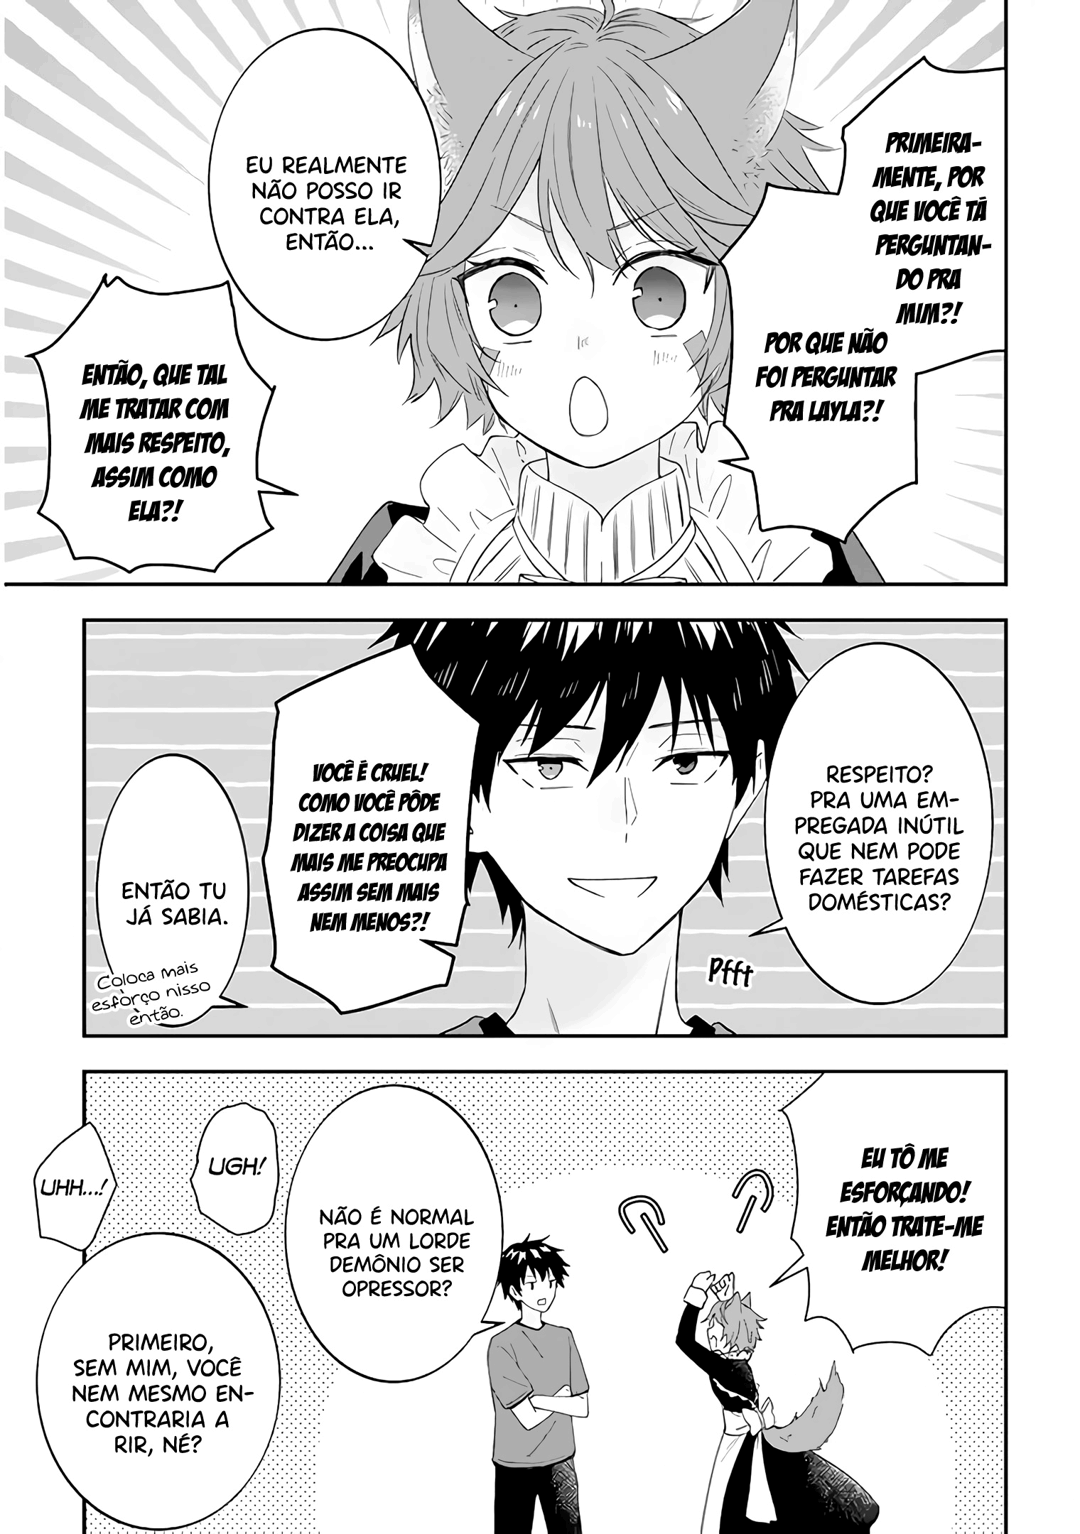 PRIMEIRA-
MENTE, POR
QUE VOCÊ TÁ
PERGUNTAN-
DO PRA
MIM?!
POR QUE NÃO
FOI PERGUNTAR
PRA LAYLA?!
EU REALMENTE
NÃO POSSO IR
CONTRA ELA,
ENTÃO...
ENTÃO, QUE TAL
ME TRATAR COM
MAIS RESPEITO,
ASSIM COMO
ELA?!
RESPEITO?
PRA UMA EM-
PREGADA INÚTIL
QUE NEM PODE
FAZER TAREFAS
DOMÉSTICAS?
Pfft
VOCÊ É CRUEL!
COMO VOCÊ PÔDE
DIZER A COISA QUE
MAIS ME PREOCUPA
ASSIM SEM MAIS
NEM MENOS?!
ENTÃO TU
JÁ SABIA.
Coloca mais
esforço nisso
então.
EU TÔ ME
ESFORÇANDO!
ENTÃO TRATE-ME
MELHOR!
NÃO É NORMAL
PRA UM LORDE
DEMÔNIO SER
OPRESSOR?
UGH!
UHH...!
PRIMEIRO,
SEM MIM, VOCÊ
NEM MESMO EN-
CONTRARIA A
RIR, NÉ?